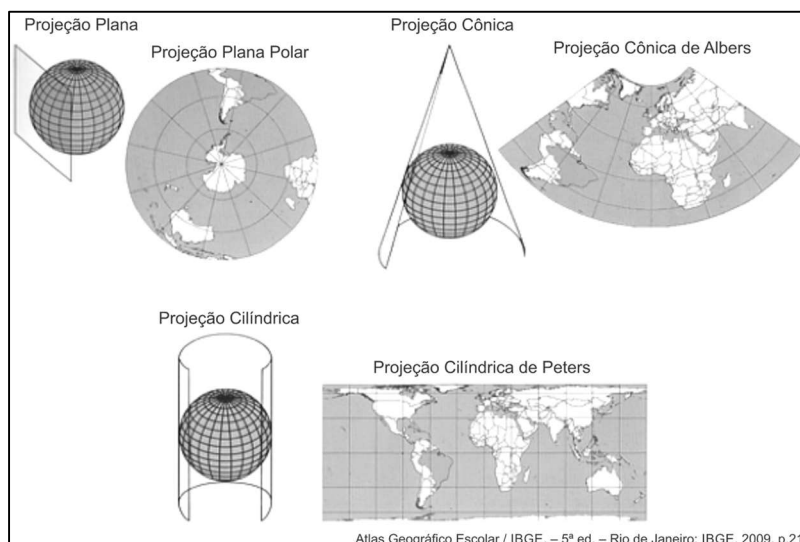 Projeção Plana
Projeção Plana Polar
Projeção Cônica
Projeção Cônica de Albers
Projeção Cilíndrica
Projeção Cilíndrica de Peters
Atlas Geográfico Escolar / IBGE. – 5ª ed. – Rio de Janeiro: IBGE, 2009. p.21